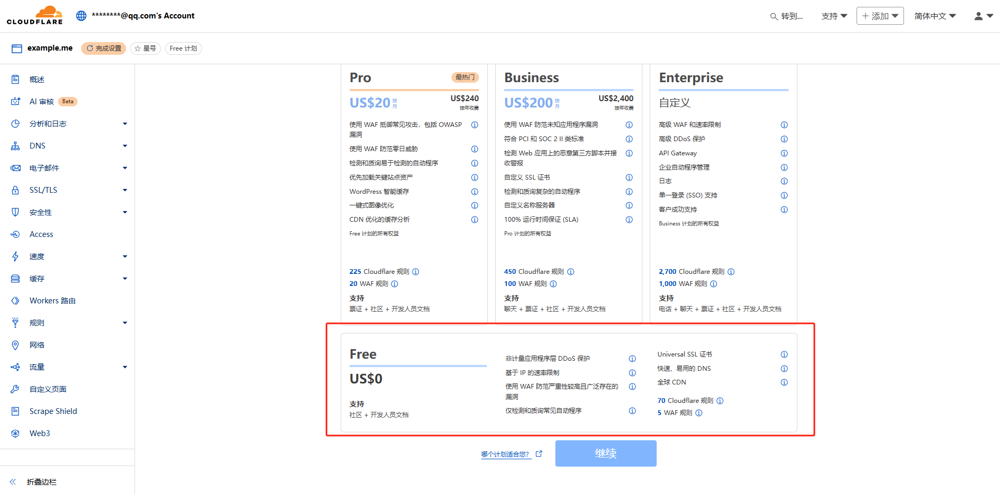 CLOUDFLARE
********@qq.com's Account
转到...
支持
添加
简体中文
example.me
完成设置
星号
Free 计划
概述
AI 审核 Beta
分析和日志
DNS
电子邮件
SSL/TLS
安全性
Access
速度
缓存
Workers 路由
规则
网络
流量
自定义页面
Scrape Shield
Web3
折叠边栏
Pro
最热门
US$20 按月
US$240
按年收费
使用 WAF 抵御常见攻击，包括 OWASP
漏洞
使用 WAF 防范零日威胁
检测和质询易于检测的自动程序
优先加载关键站点资产
WordPress 智能缓存
一键式图像优化
CDN 优化的缓存分析
Free 计划的所有权益
225 Cloudflare 规则
20 WAF 规则
支持
票证 + 社区 + 开发人员文档
Business
US$200 按月
US$2,400
按年收费
使用 WAF 防范未知应用程序漏洞
符合 PCI 和 SOC 2 II 类标准
检测 Web 应用上的恶意第三方脚本并接
收警报
自定义 SSL 证书
检测和质询复杂的自动程序
自定义名称服务器
100% 运行时间保证 (SLA)
Pro 计划的所有权益
450 Cloudflare 规则
100 WAF 规则
支持
聊天 + 票证 + 社区 + 开发人员文档
Enterprise
自定义
高级 WAF 和速率限制
高级 DDoS 保护
API Gateway
企业自动程序管理
日志
单一登录 (SSO) 支持
客户成功支持
Business 计划的所有权益
2,700 Cloudflare 规则
1,000 WAF 规则
支持
电话 + 聊天 + 票证 + 社区 + 开发人员文档
Free
US$0
支持
社区 + 开发人员文档
非计量应用程序层 DDoS 保护
基于 IP 的速率限制
使用 WAF 防范严重性较高且广泛存在的
漏洞
仅检测和质询常见自动程序
Universal SSL 证书
快速、易用的 DNS
全球 CDN
70 Cloudflare 规则
5 WAF 规则
哪个计划适合您?
继续